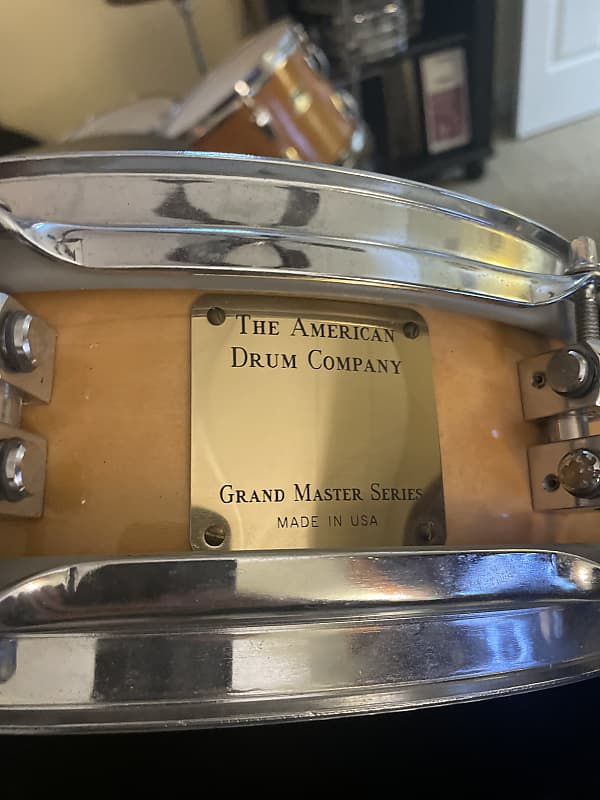 The American
Drum Company
Grand Master Series
MADE IN USA